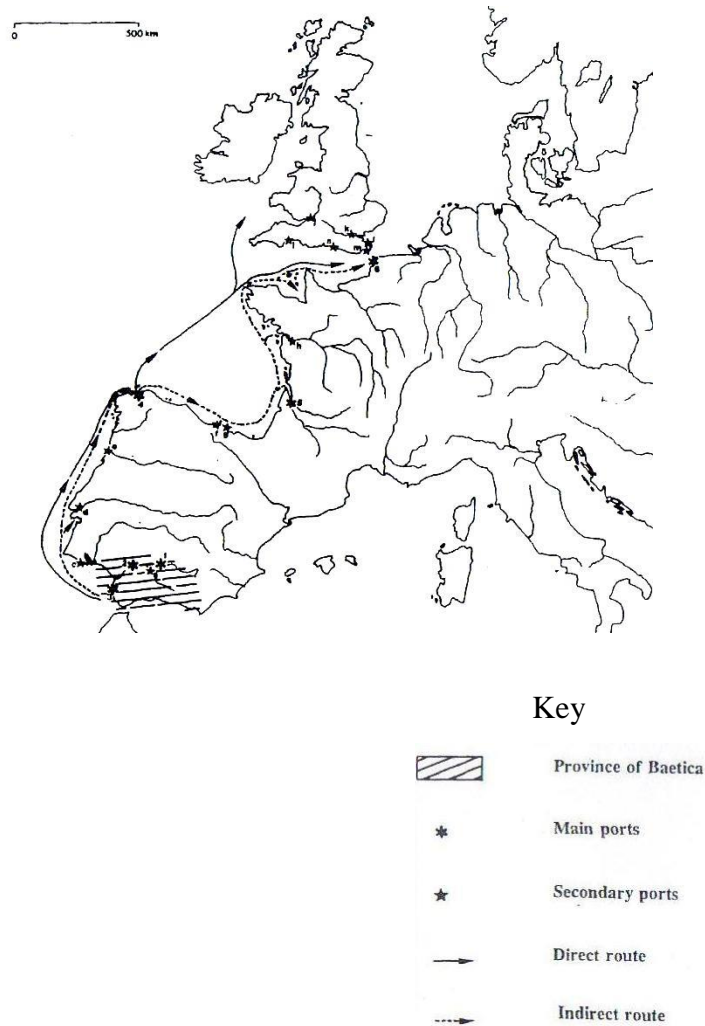 0 500 km
k
m
h
Key
Province of Baetica
Main ports
Secondary ports
Direct route
Indirect route